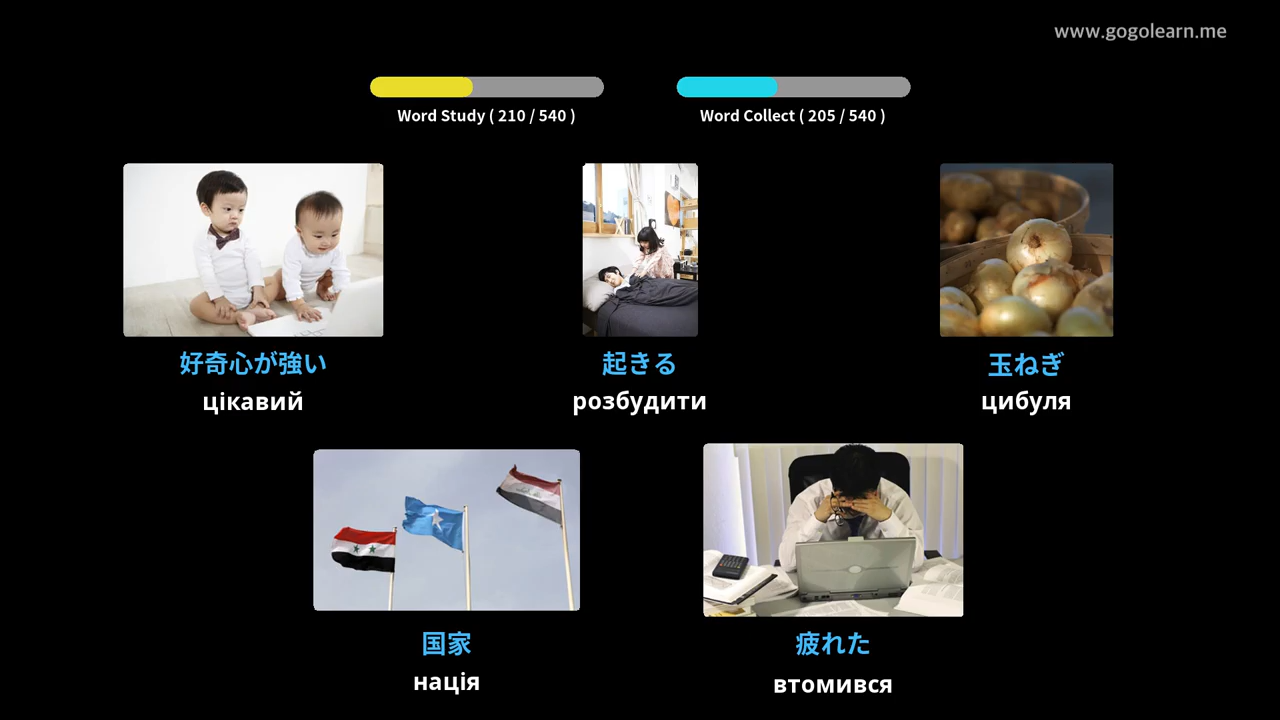 www.gogolearn.me
Word Study ( 210 / 540 )
Word Collect ( 205 / 540 )
好奇心が強い
цікавий
起きる
розбудити
玉ねぎ
цибуля
国家
нація
疲れた
втомився